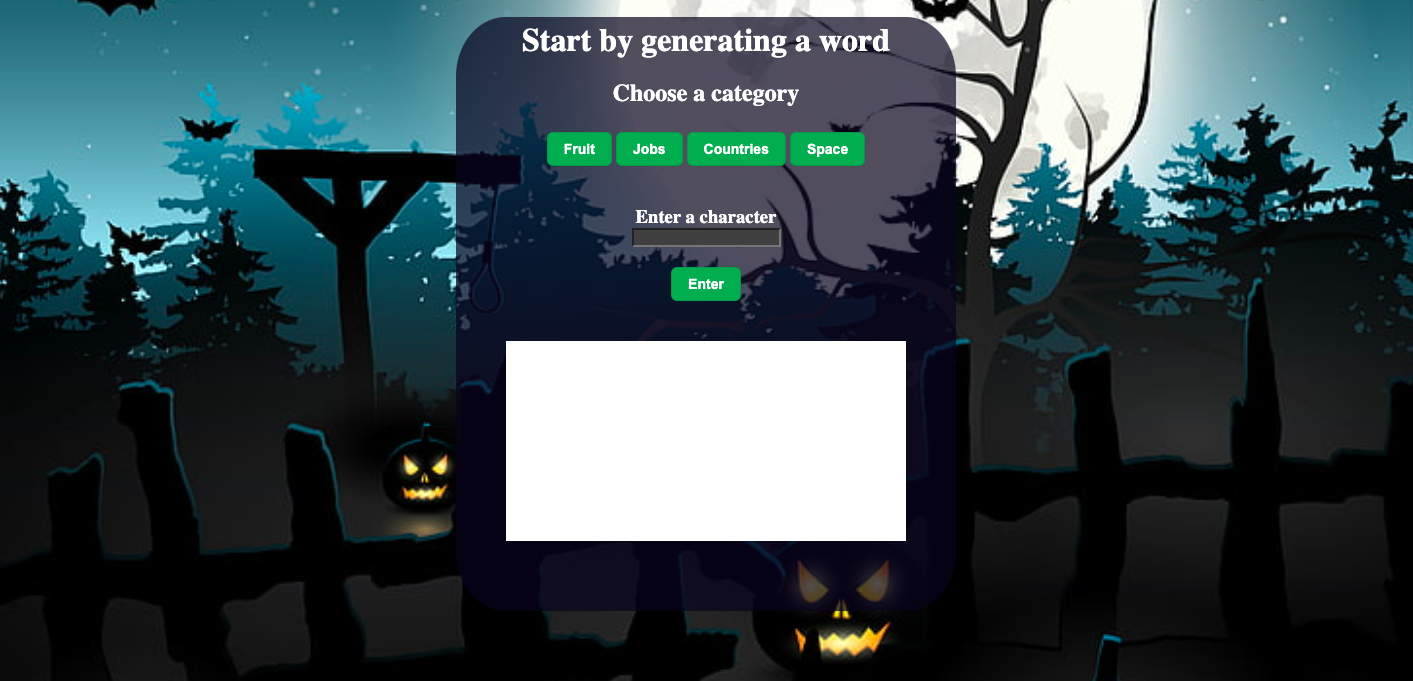 Start by generating a word
Choose a category
Fruit Jobs Countries Space
Enter a character
Enter